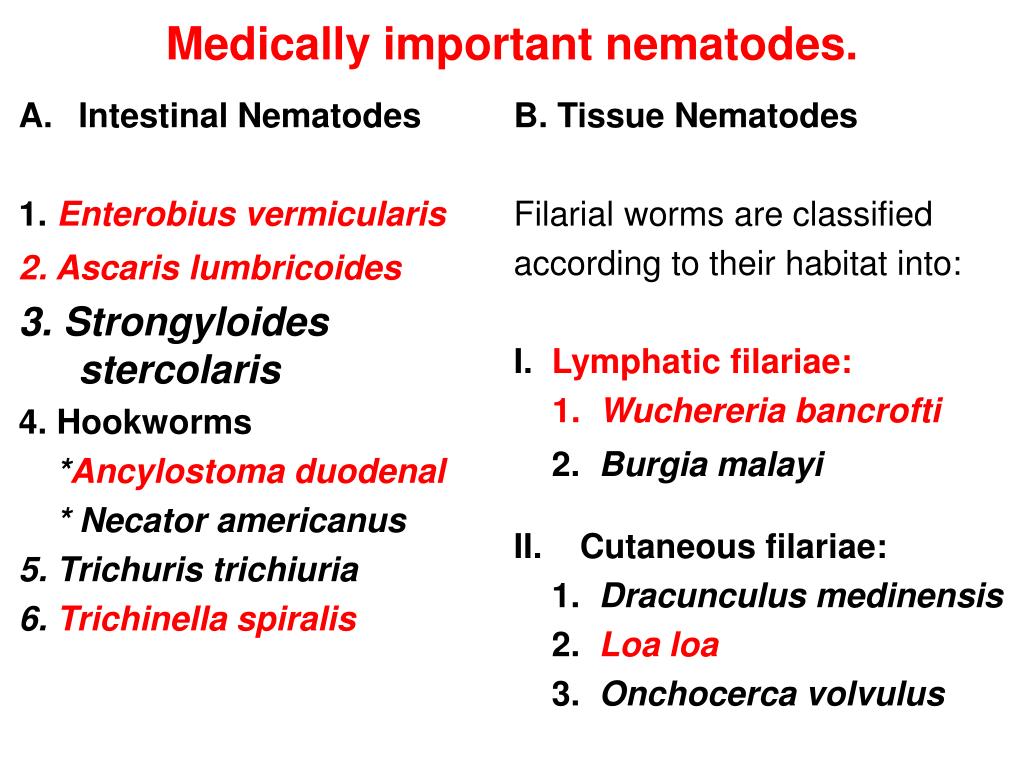 Medically important nematodes.
A. Intestinal Nematodes
1. Enterobius vermicularis
2. Ascaris lumbricoides
3. Strongyloides
stercolaris
4. Hookworms
*Ancylostoma duodenal
* Necator americanus
5. Trichuris trichiuria
6. Trichinella spiralis
B. Tissue Nematodes
Filarial worms are classified
according to their habitat into:
I. Lymphatic filariae:
1. Wuchereria bancrofti
2. Burgia malayi
II. Cutaneous filariae:
1. Dracunculus medinensis
2. Loa loa
3. Onchocerca volvulus